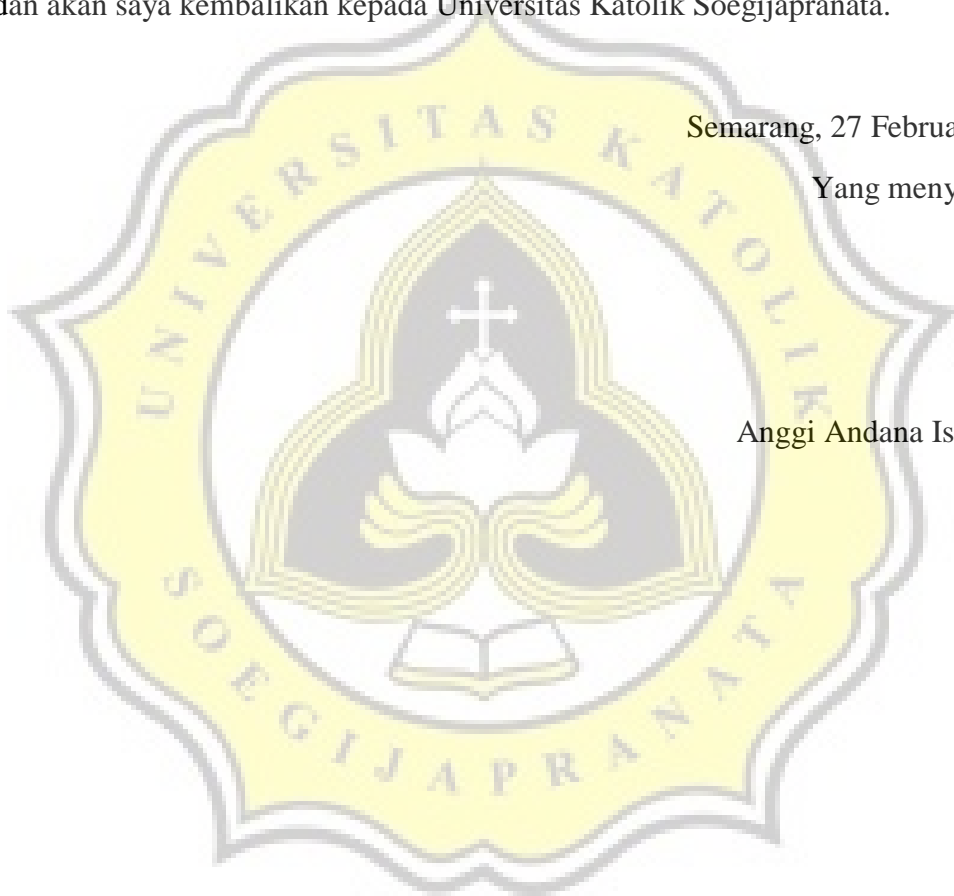 dan akan saya kembalikan kepada Universitas Katolik Soegijapranata.
Semarang, 27 Februa
Yang meny
Anggi Andana Is
UNIVERSITAS KATOLIK
SOEGIJAPRANATA